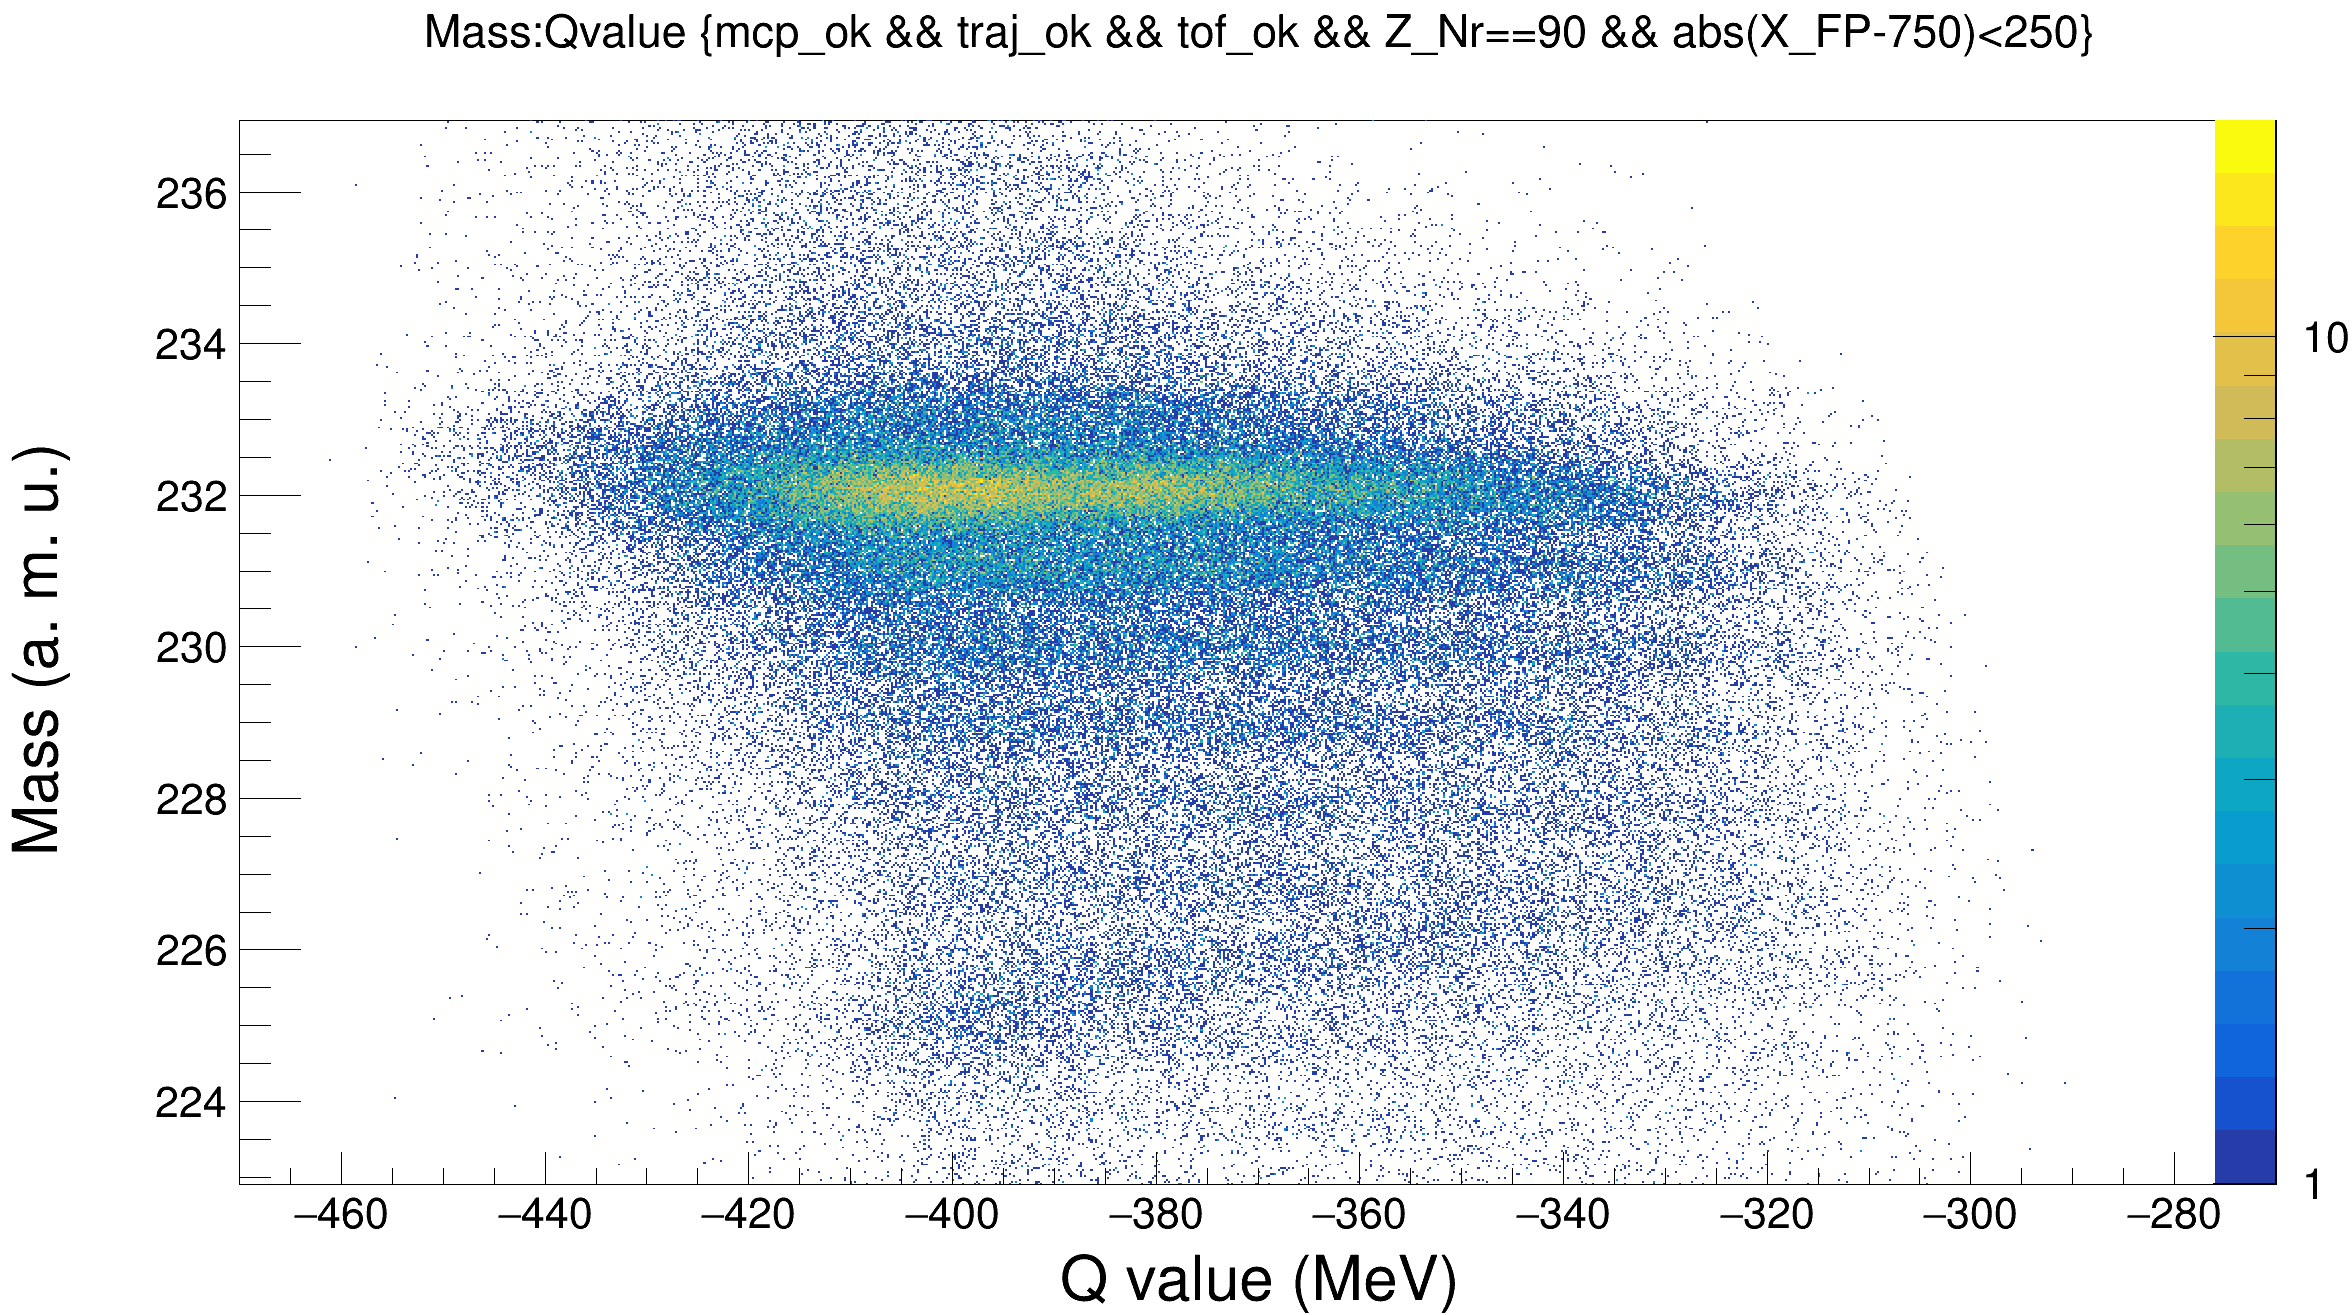 Mass:Qvalue {mcp_ok && traj_ok && tof_ok && Z_Nr==90 && abs(X_FP-750)<250}
Mass (a. m. u.)
236
234
232
230
228
226
224
10
1
−460 −440 −420 −400 −380 −360 −340 −320 −300 −280
Q value (MeV)